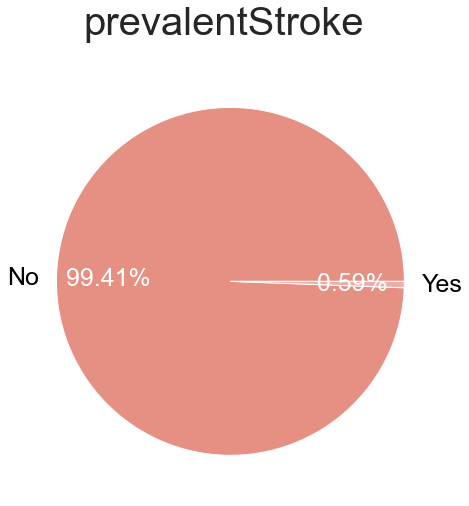 prevalentStroke
No
99.41%
0.59%
Yes